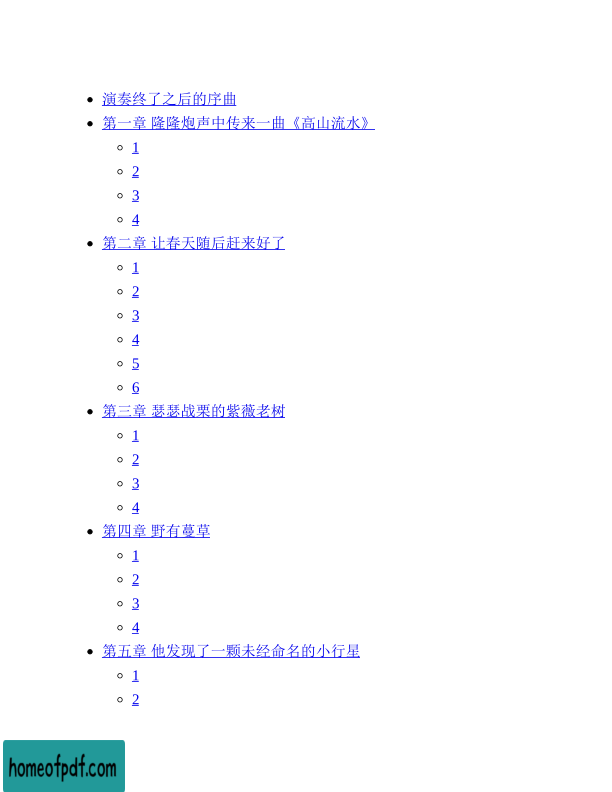 演奏终了之后的序曲
第一章 隆隆炮声中传来一曲《高山流水》
1
2
3
4
第二章 让春天随后赶来好了
1
2
3
4
5
6
第三章 瑟瑟战栗的紫薇老树
1
2
3
4
第四章 野有蔓草
1
2
3
4
第五章 他发现了一颗未经命名的小行星
1
2
homeofpdf.com